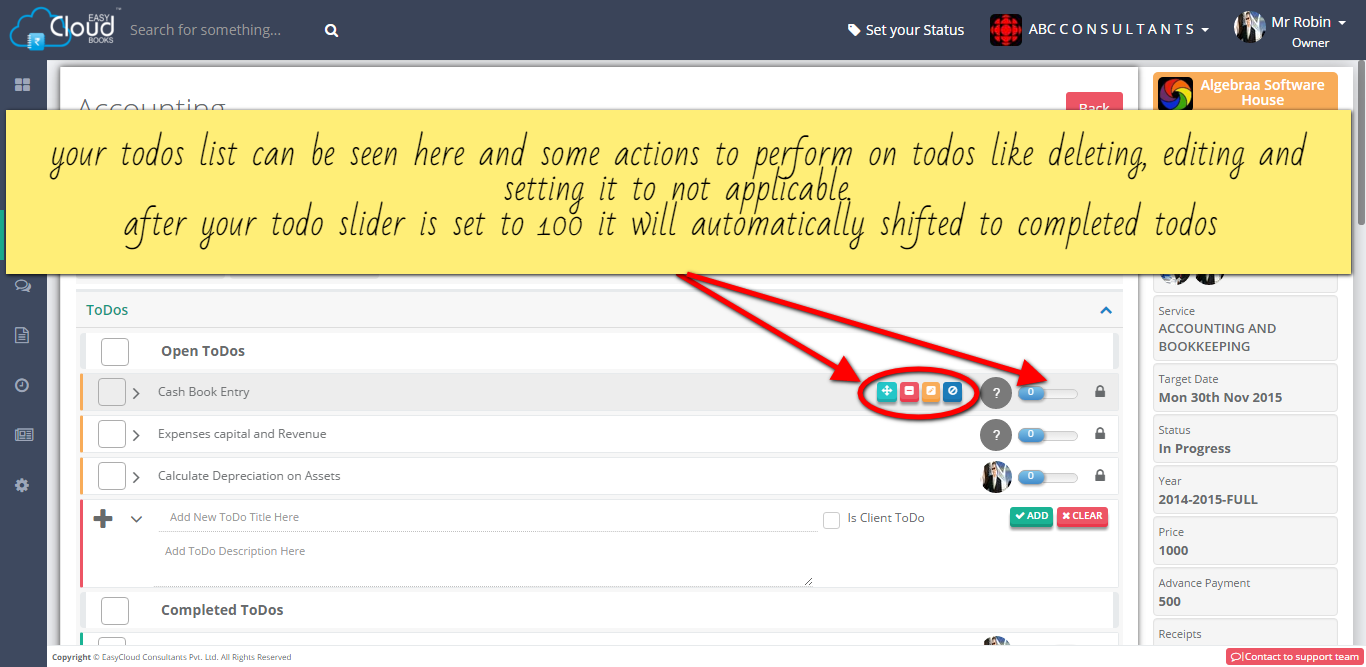 EASY
Cloud
BOOKS
™
Search for something...
Set your Status
ABCCONSULTANTS
Mr Robin
Owner
Accounting
Back
Algebraa Software
House
your todos list can be seen here and some actions to perform on todos like deleting, editing and
setting it to not applicable.
after your todo slider is set to 100 it will automatically shifted to completed todos
ToDos
Open ToDos
Cash Book Entry
?
0
Expenses capital and Revenue
?
0
Calculate Depreciation on Assets
0
Add New ToDo Title Here
Is Client ToDo
ADD
CLEAR
Add ToDo Description Here
Completed ToDos
Service
ACCOUNTING AND
BOOKKEEPING
Target Date
Mon 30th Nov 2015
Status
In Progress
Year
2014-2015-FULL
Price
1000
Advance Payment
500
Receipts
Copyright © EasyCloud Consultants Pvt. Ltd. All Rights Reserved
Contact to support team